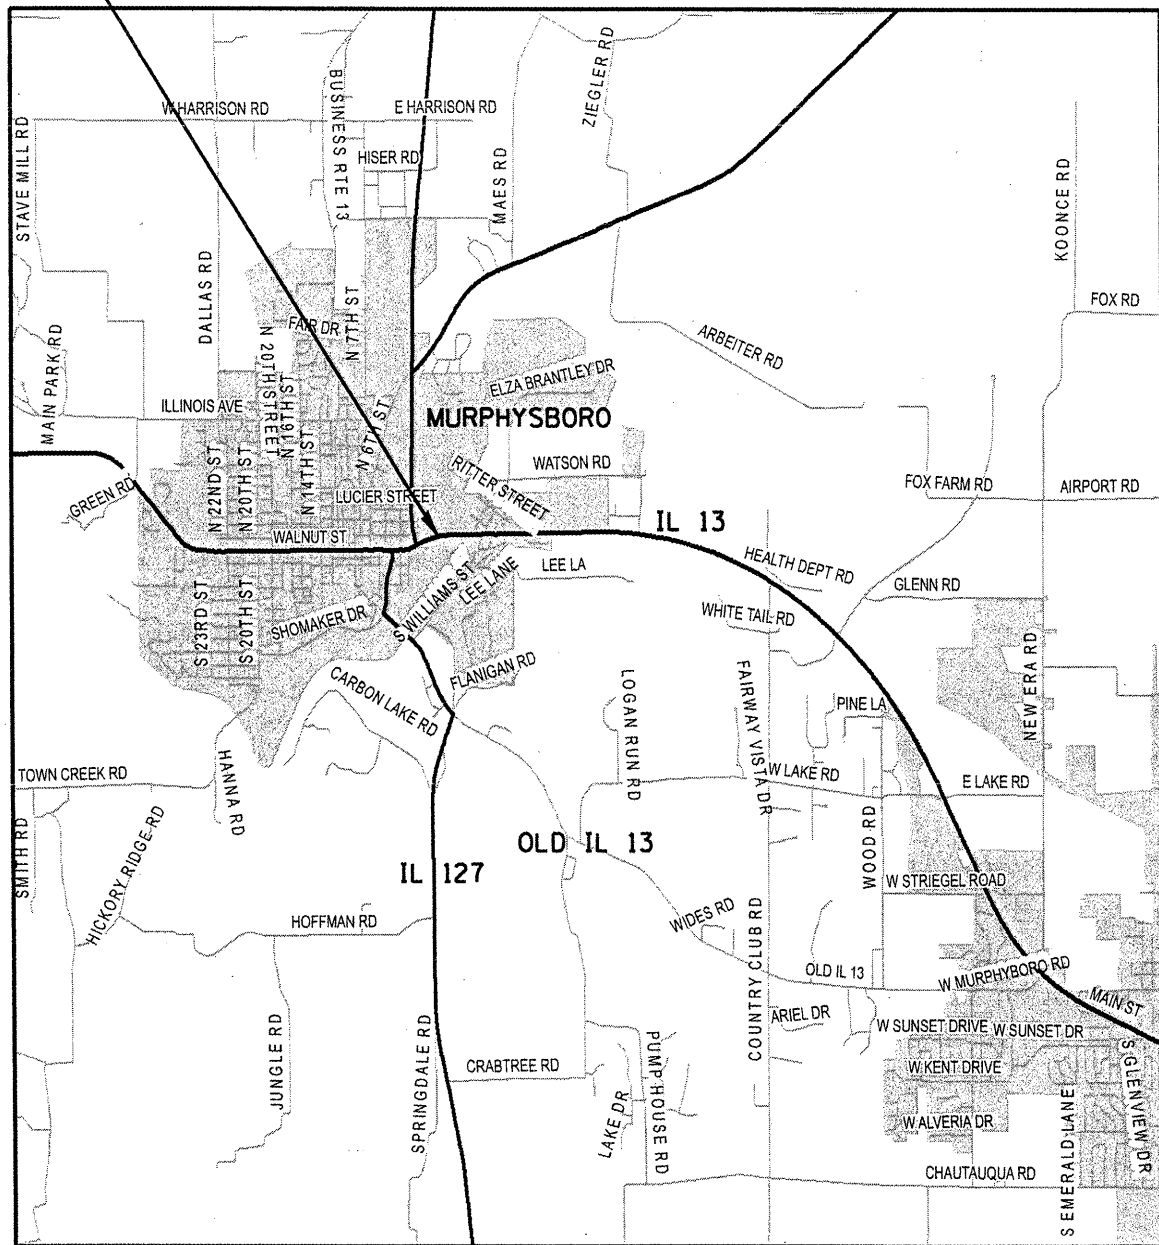 ZIEGLER RD
BUSINESS RTE 13
W HARRISON RD
E HARRISON RD
STAVE MILL RD
HISER RD
MAES RD
KOONCE RD
DALLAS RD
FOX RD
N 7TH ST
FAIR DR
MAIN PARK RD
N 20TH STREET
ARBEITER RD
N 16TH ST
ELZA BRANTLEY DR
ILLINOIS AVE
MURPHYSBORO
N 6TH ST
N 14TH ST
N 22ND ST
N 20TH ST
RITTER STREET
WATSON RD
GREEN RD
LUCIER STREET
FOX FARM RD
AIRPORT RD
IL 13
WALNUT ST
HEALTH DEPT RD
LEE LA
LEE LANE
GLENN RD
S WILLIAMS ST
S 23RD ST
S 20TH ST
SHOMAKER DR
WHITE TAIL RD
NEW ERA RD
FLANIGAN RD
CARBON LAKE RD
LOGAN RUN RD
FAIRWAY VISTA DR
PINE LA
HANNA RD
TOWN CREEK RD
W LAKE RD
E LAKE RD
SMITH RD
HICKORY RIDGE RD
OLD IL 13
WOOD RD
IL 127
W STRIEGEL ROAD
HOFFMAN RD
WIDES RD
COUNTRY CLUB RD
OLD IL 13
W MURPHYBORO RD
MAIN ST
ARIEL DR
W SUNSET DRIVE
W SUNSET DR
JUNGLE RD
SPRINGDALE RD
CRABTREE RD
PUMP HOUSE RD
W KENT DRIVE
S GLENVIEW DR
LAKE DR
W ALVERIA DR
S EMERALD LANE
CHAUTAUQUA RD